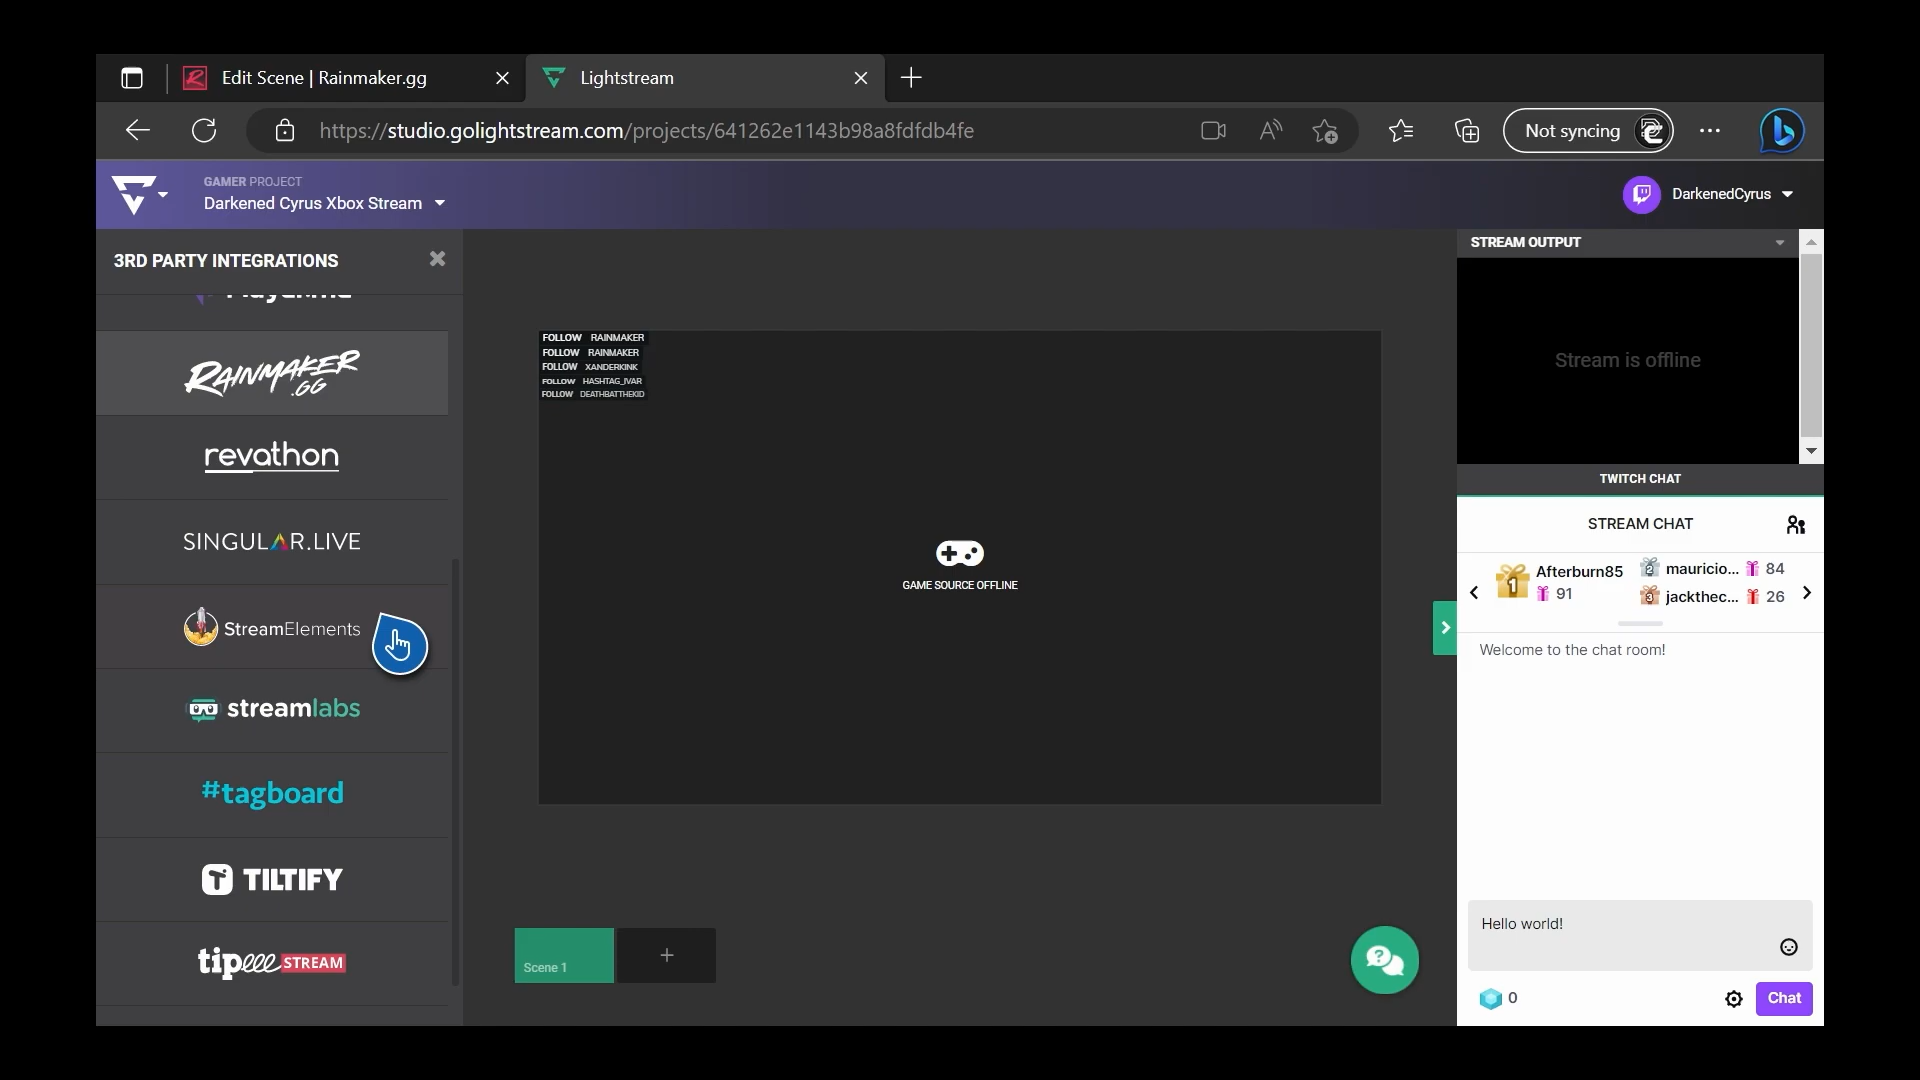 Edit Scene | Rainmaker.gg
Lightstream
https://studio.golightstream.com/projects/641262e1143b98a8fdfdb4fe
Not syncing
GAMER PROJECT
Darkened Cyrus Xbox Stream
DarkenedCyrus
3RD PARTY INTEGRATIONS
RAINMAKER
.GG
revathon
SINGULAR.LIVE
StreamElements
streamlabs
#tagboard
TILTIFY
tipeee STREAM
FOLLOW RAINMAKER
FOLLOW RAINMAKER
FOLLOW XANDERKINK
FOLLOW HASHTAG_IVAR
FOLLOW DEATHBATTHEKID
GAME SOURCE OFFLINE
Scene 1
STREAM OUTPUT
Stream is offline
TWITCH CHAT
STREAM CHAT
1 Afterburn85
91
2 mauricio... 84
3 jackthec... 26
Welcome to the chat room!
Hello world!
0
Chat